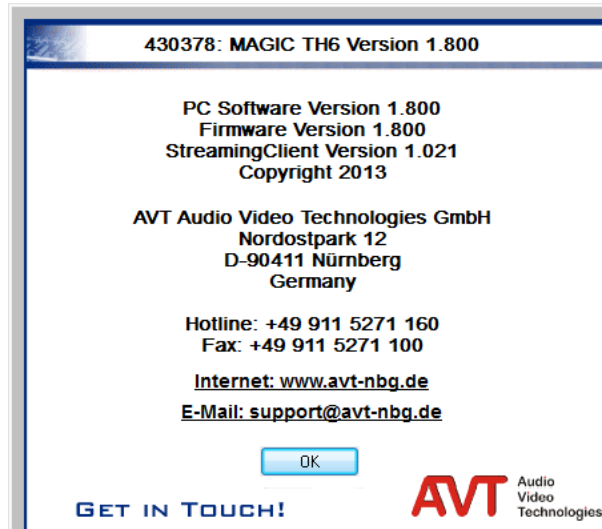 430378: MAGIC TH6 Version 1.800
PC Software Version 1.800
Firmware Version 1.800
StreamingClient Version 1.021
Copyright 2013
AVT Audio Video Technologies GmbH
Nordostpark 12
D-90411 Nürnberg
Germany
Hotline: +49 911 5271 160
Fax: +49 911 5271 100
Internet: www.avt-nbg.de
E-Mail: support@avt-nbg.de
OK
GET IN TOUCH!
AVT
Audio
Video
Technologies